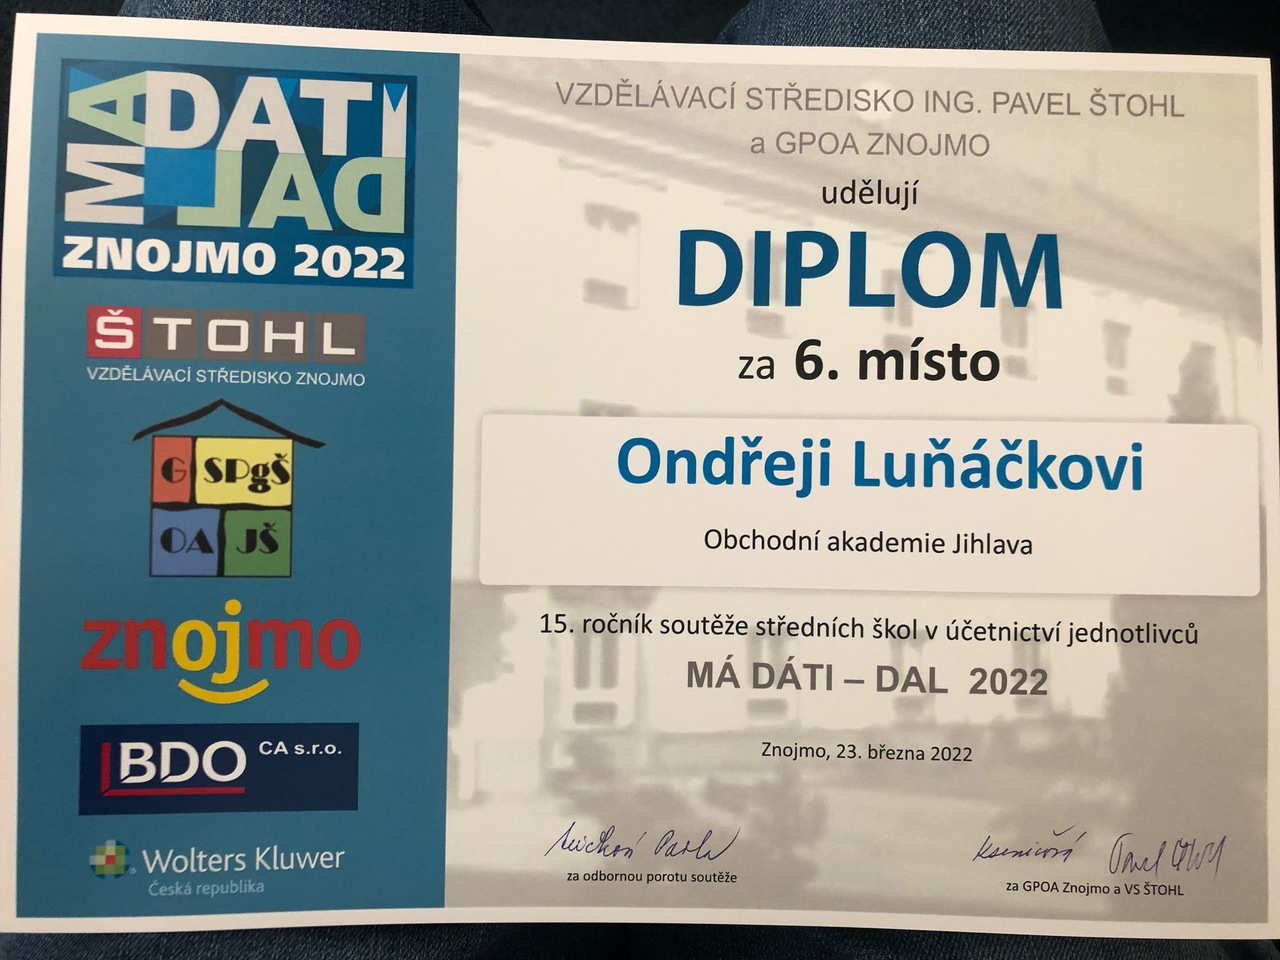 MÁ DATI
DAL
ZNOJMO 2022
ŠTOHL
VZDĚLÁVACÍ STŘEDISKO ZNOJMO
G SPgŠ
OA JŠ
znojmo
BDO CA s.r.o.
Wolters Kluwer
Česká republika
VZDĚLÁVACÍ STŘEDISKO ING. PAVEL ŠTOHL
a GPOA ZNOJMO
udělují
DIPLOM
za 6. místo
Ondřeji Luňáčkovi
Obchodní akademie Jihlava
15. ročník soutěže středních škol v účetnictví jednotlivců
MÁ DÁTI – DAL 2022
Znojmo, 23. března 2022
za odbornou porotu soutěže
Pavel Štohl
za GPOA Znojmo a VS ŠTOHL